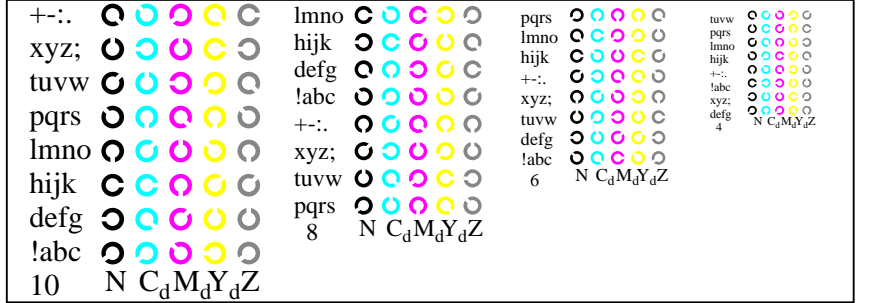 +-:.
xyz;
tuvw
pqrs
lmno
hijk
defg
!abc
10 N CdMdYdZ
lmno
hijk
defg
!abc
+-:.
xyz;
tuvw
pqrs
8 N CdMdYdZ
pqrs
lmno
hijk
+-:.
xyz;
tuvw
defg
!abc
6 N CdMdYdZ
tuvw
pqrs
lmno
hijk
+-:.
!abc
xyz;
defg
4 N CdMdYdZ